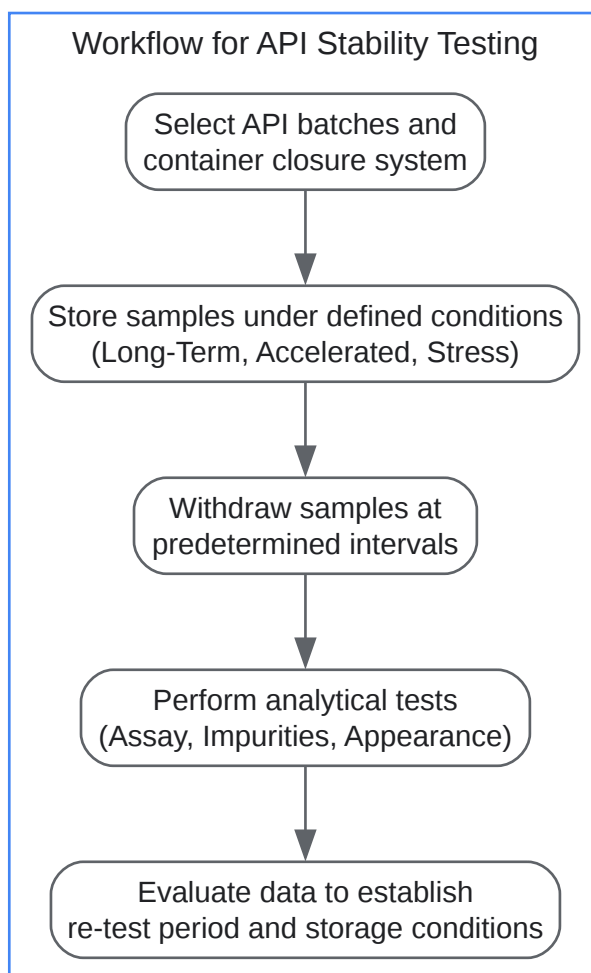 Workflow for API Stability Testing
Select API batches and
container closure system
Store samples under defined conditions
(Long-Term, Accelerated, Stress)
Withdraw samples at
predetermined intervals
Perform analytical tests
(Assay, Impurities, Appearance)
Evaluate data to establish
re-test period and storage conditions